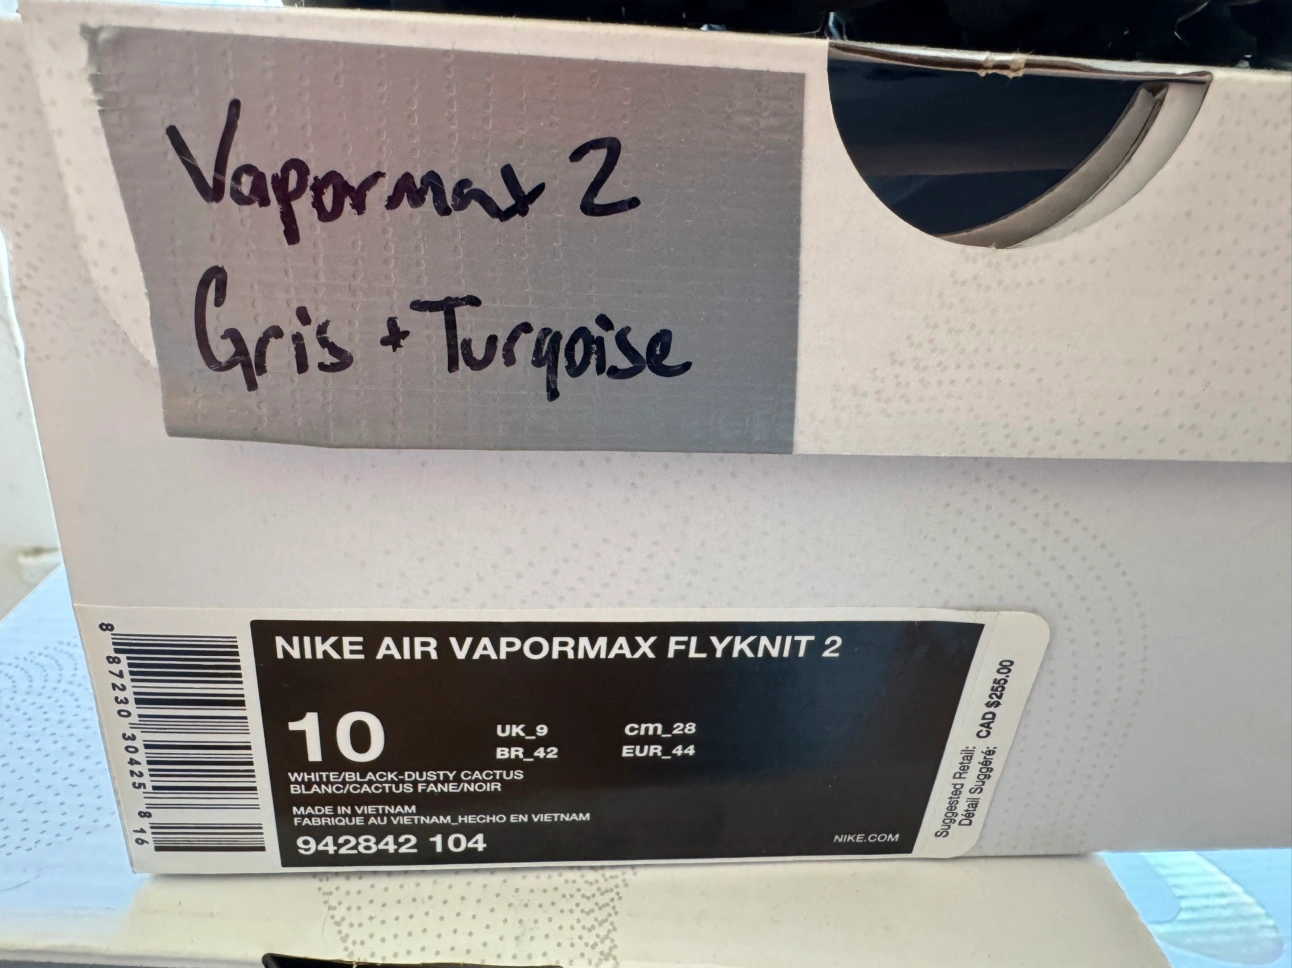 Vapormax 2
Gris + Turqoise
NIKE AIR VAPORMAX FLYKNIT 2
10
UK_9
cm_28
BR_42
EUR_44
WHITE/BLACK-DUSTY CACTUS
BLANC/CACTUS FANE/NOIR
MADE IN VIETNAM
FABRIQUE AU VIETNAM_HECHO EN VIETNAM
942842 104
NIKE.COM
Suggested Retail:
Détail Suggéré: CAD $255.00
8 87230 30425 8 16